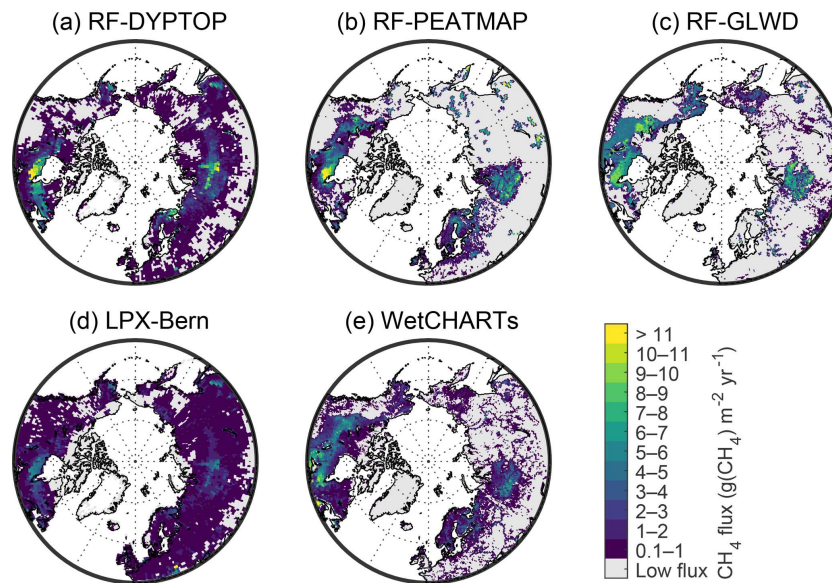 (a) RF-DYPTOP
(b) RF-PEATMAP
(c) RF-GLWD
(d) LPX-Bern
(e) WetCHARTs
> 11
10–11
9–10
8–9
7–8
6–7
5–6
4–5
3–4
2–3
1–2
0.1–1
Low flux
CH₄ flux (g(CH₄) m⁻² yr⁻¹)